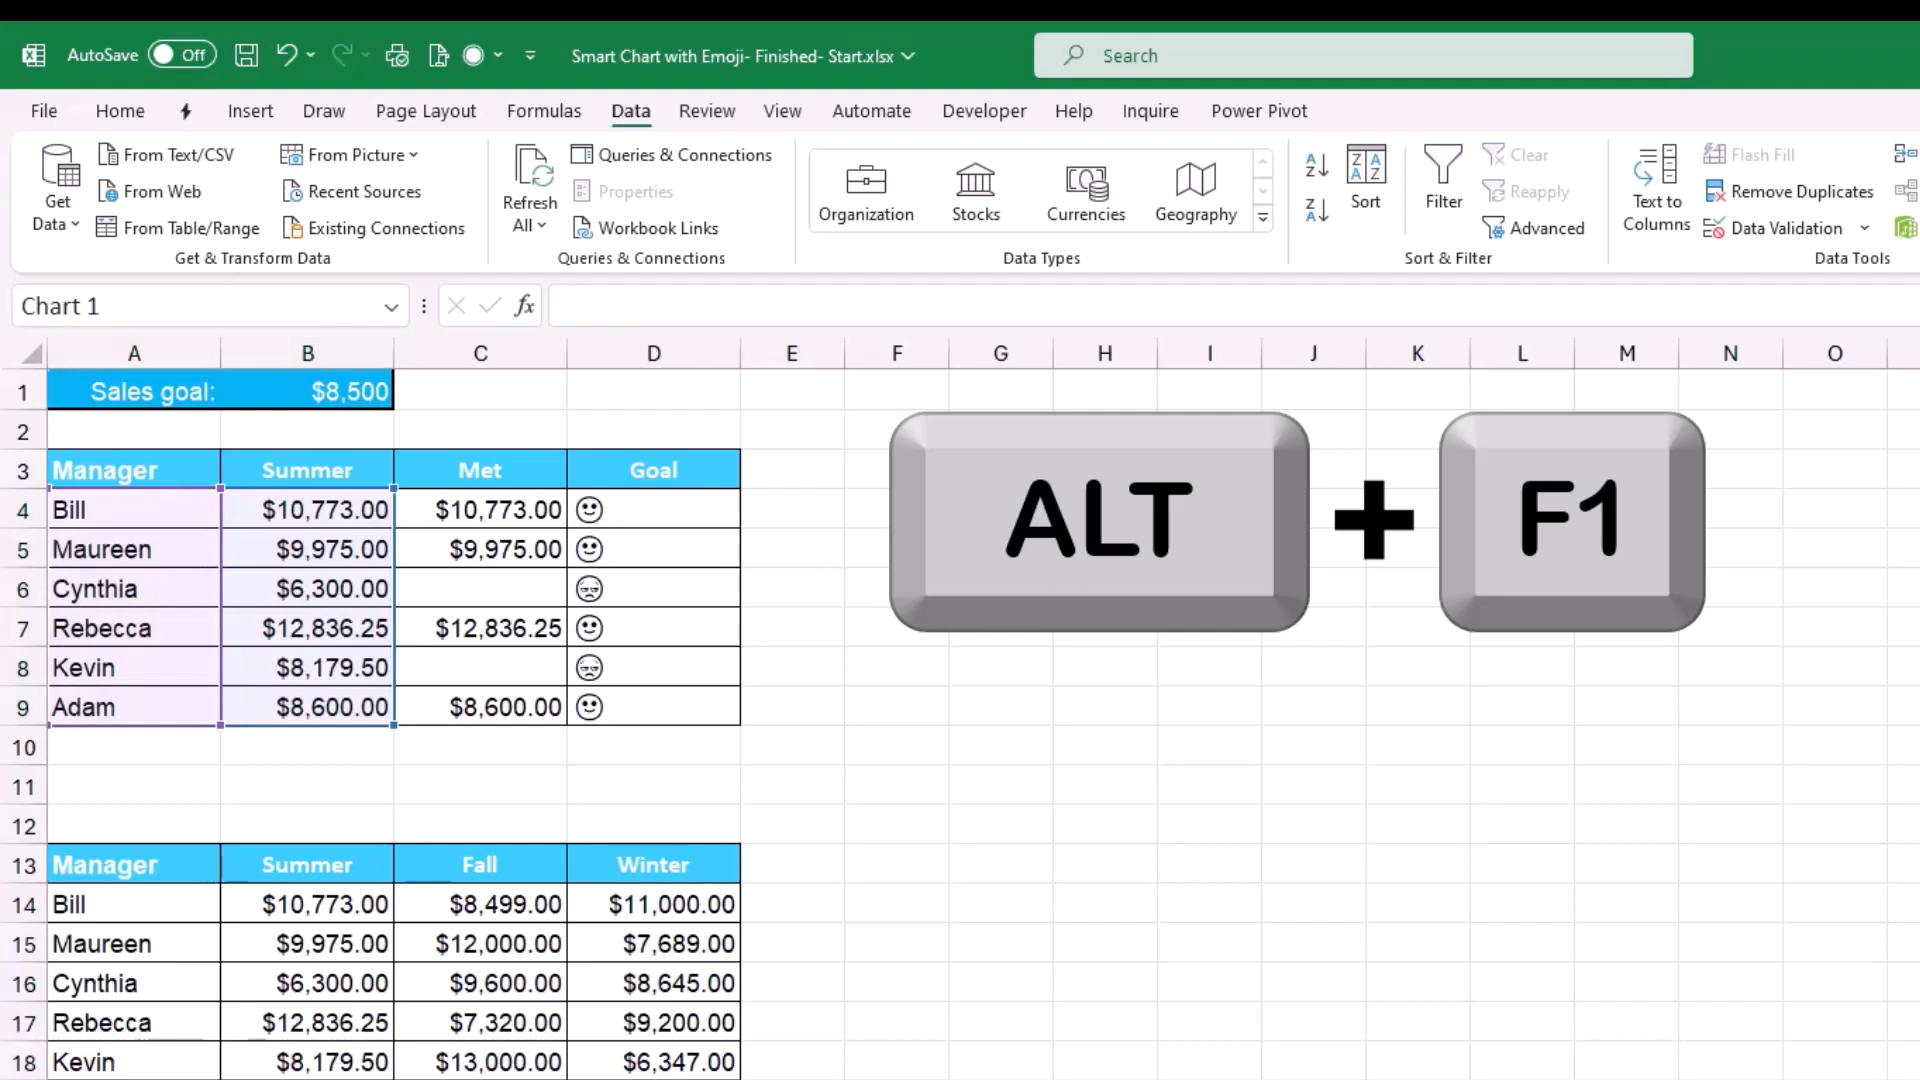 AutoSave Off Smart Chart with Emoji- Finished- Start.xlsx Search
File Home Insert Draw Page Layout Formulas Data Review View Automate Developer Help Inquire Power Pivot
Get Data
From Text/CSV
From Web
From Table/Range
From Picture
Recent Sources
Existing Connections
Get & Transform Data
Refresh All
Queries & Connections
Properties
Workbook Links
Queries & Connections
Organization Stocks Currencies Geography
Data Types
Sort
Filter
Clear
Reapply
Advanced
Sort & Filter
Text to Columns
Flash Fill
Remove Duplicates
Data Validation
Data Tools
Chart 1 fx
A B C D E F G H I J K L M N O
1 Sales goal: $8,500
2
3 Manager Summer Met Goal
4 Bill $10,773.00 $10,773.00
5 Maureen $9,975.00 $9,975.00
6 Cynthia $6,300.00
7 Rebecca $12,836.25 $12,836.25
8 Kevin $8,179.50
9 Adam $8,600.00 $8,600.00
10
11
12
13 Manager Summer Fall Winter
14 Bill $10,773.00 $8,499.00 $11,000.00
15 Maureen $9,975.00 $12,000.00 $7,689.00
16 Cynthia $6,300.00 $9,600.00 $8,645.00
17 Rebecca $12,836.25 $7,320.00 $9,200.00
18 Kevin $8,179.50 $13,000.00 $6,347.00
ALT + F1